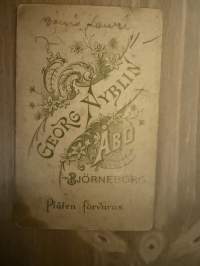 GEORG NYBLIN
ÅBO
BJÖRNEBORG
Plåten förvaras